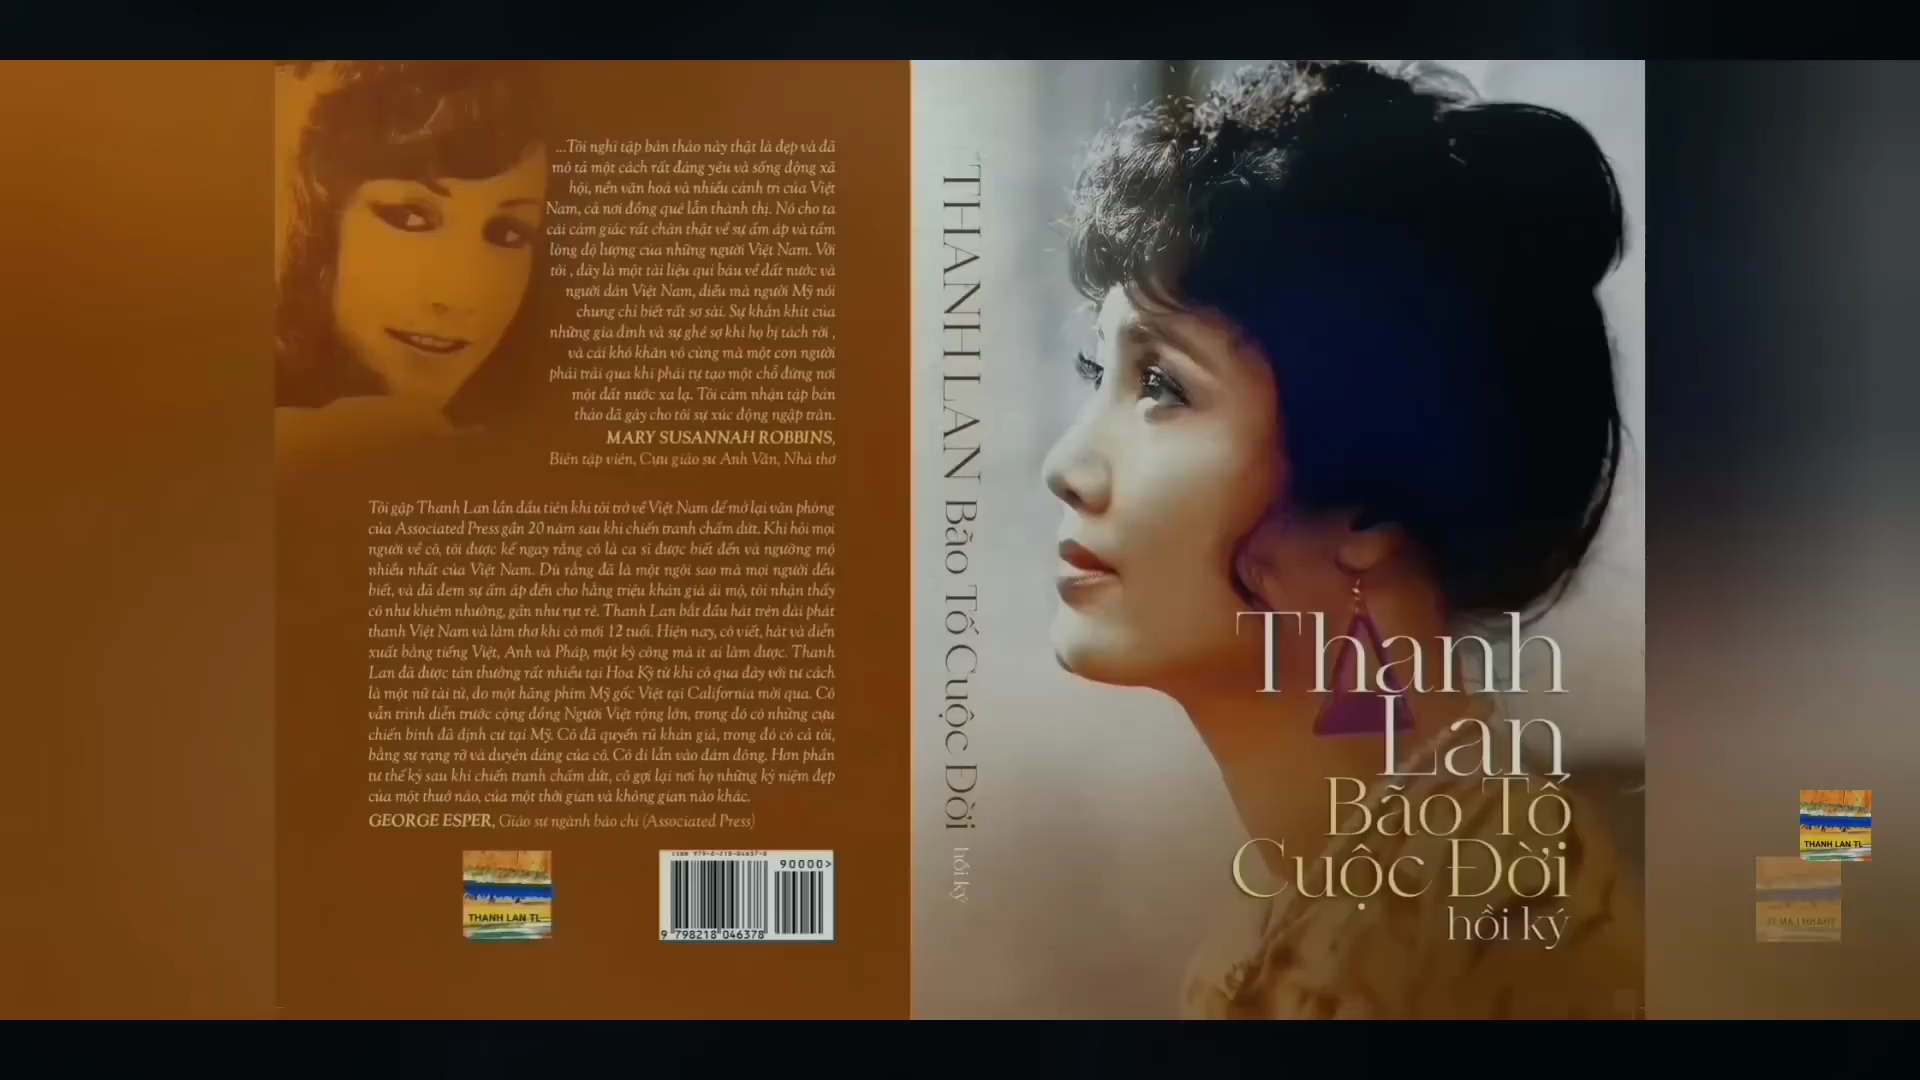 ...Tôi nghĩ tập bản thảo này thật là đẹp và đã
mô tả một cách rất đáng yêu và sống động xã
hội, nền văn hoá và nhiều cảnh trí của Việt
Nam, cả nơi đồng quê lẫn thành thị. Nó cho ta
cái cảm giác rất chân thật về sự ấm áp và tấm
lòng độ lượng của những người Việt Nam. Với
tôi , đây là một tài liệu quí báu về đất nước và
người dân Việt Nam, điều mà người Mỹ nói
chung chỉ biết rất sơ sài. Sự khắn khít của
những gia đình và sự ghê sợ khi họ bị tách rời ,
và cái khó khăn vô cùng mà một con người
phải trải qua khi phải tự tạo một chỗ đứng nơi
một đất nước xa lạ. Tôi cảm nhận tập bản
thảo đã gây cho tôi sự xúc động ngập tràn.
MARY SUSANNAH ROBBINS,
Biên tập viên, Cựu giáo sư Anh Văn, Nhà thơ
Tôi gặp Thanh Lan lần đầu tiên khi tôi trở về Việt Nam để mở lại văn phòng
của Associated Press gần 20 năm sau khi chiến tranh chấm dứt. Khi hỏi mọi
người về cô, tôi được kể ngay rằng cô là ca sĩ được biết đến và ngưỡng mộ
nhiều nhất của Việt Nam. Dù rằng đã là một ngôi sao mà mọi người đều
biết, và đã đem sự ấm áp đến cho hằng triệu khán giả ái mộ, tôi nhận thấy
cô như khiêm nhường, gần như rụt rè. Thanh Lan bắt đầu hát trên đài phát
thanh Việt Nam và làm thơ khi cô mới 12 tuổi. Hiện nay, cô viết, hát và diễn
xuất bằng tiếng Việt, Anh và Pháp, một kỳ công mà ít ai làm được. Thanh
Lan đã được tán thưởng rất nhiều tại Hoa Kỳ từ khi cô qua đây với tư cách
là một nữ tài tử, do một hãng phim Mỹ gốc Việt tại California mời qua. Cô
vẫn trình diễn trước cộng đồng Người Việt rộng lớn, trong đó có những cựu
chiến binh đã định cư tại Mỹ. Cô đã quyến rũ khán giả, trong đó có cả tôi,
bằng sự rạng rỡ và duyên dáng của cô. Cô đi lẫn vào đám đông. Hơn phần
tư thế kỷ sau khi chiến tranh chấm dứt, cô gợi lại nơi họ những kỷ niệm đẹp
của một thuở nào, của một thời gian và không gian nào khác.
GEORGE ESPER, Giáo sư ngành báo chí (Associated Press)
THANH LAN TL
ISBN 979-8-218-04637-8
90000>
9 798218 046378
THANH LAN Bão Tố Cuộc Đời hồi ký
Thanh
Lan
Bão Tố
Cuộc Đời
hồi ký
THANH LAN TL